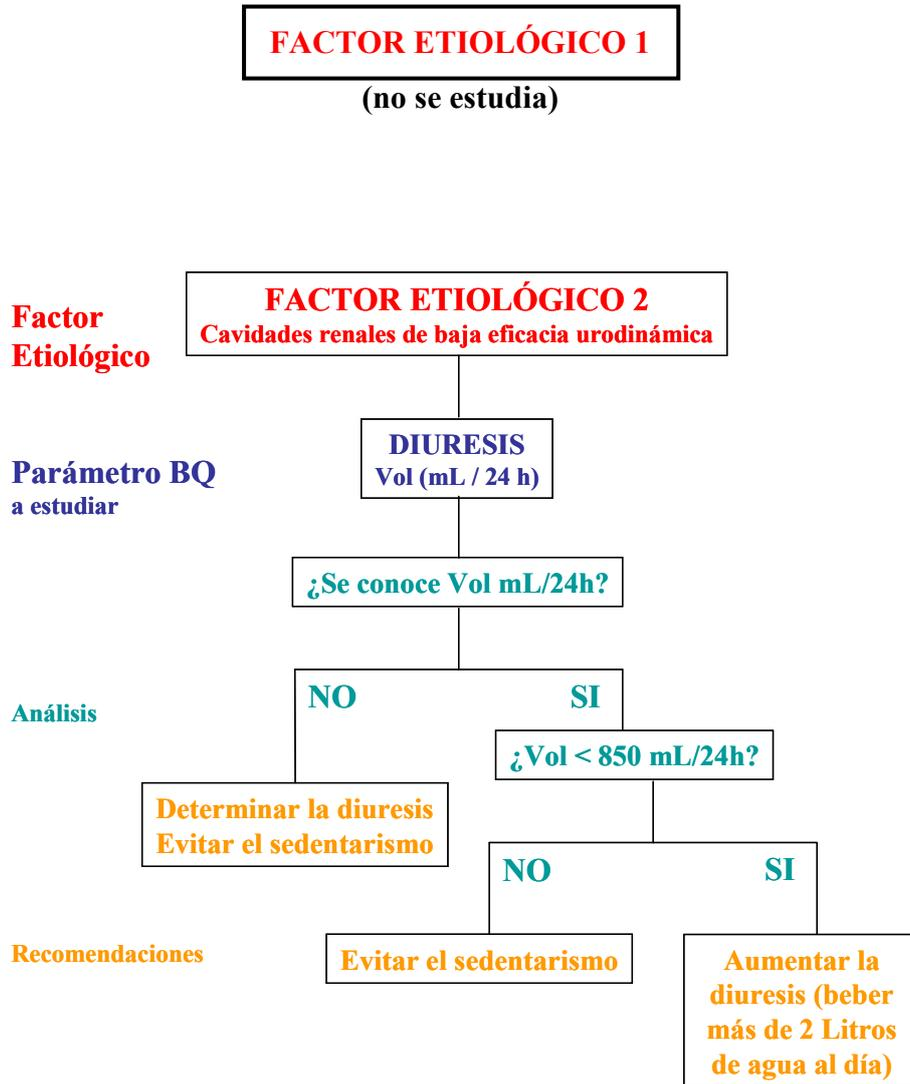 FACTOR ETIOLÓGICO 1
(no se estudia)
FACTOR ETIOLÓGICO 2
Cavidades renales de baja eficacia urodinámica
Factor
Etiológico
DIURESIS
Vol (mL / 24 h)
Parámetro BQ
a estudiar
¿Se conoce Vol mL/24h?
NO
SI
Análisis
¿Vol < 850 mL/24h?
Determinar la diuresis
Evitar el sedentarismo
NO
SI
Recomendaciones
Evitar el sedentarismo
Aumentar la
diuresis (beber
más de 2 Litros
de agua al día)